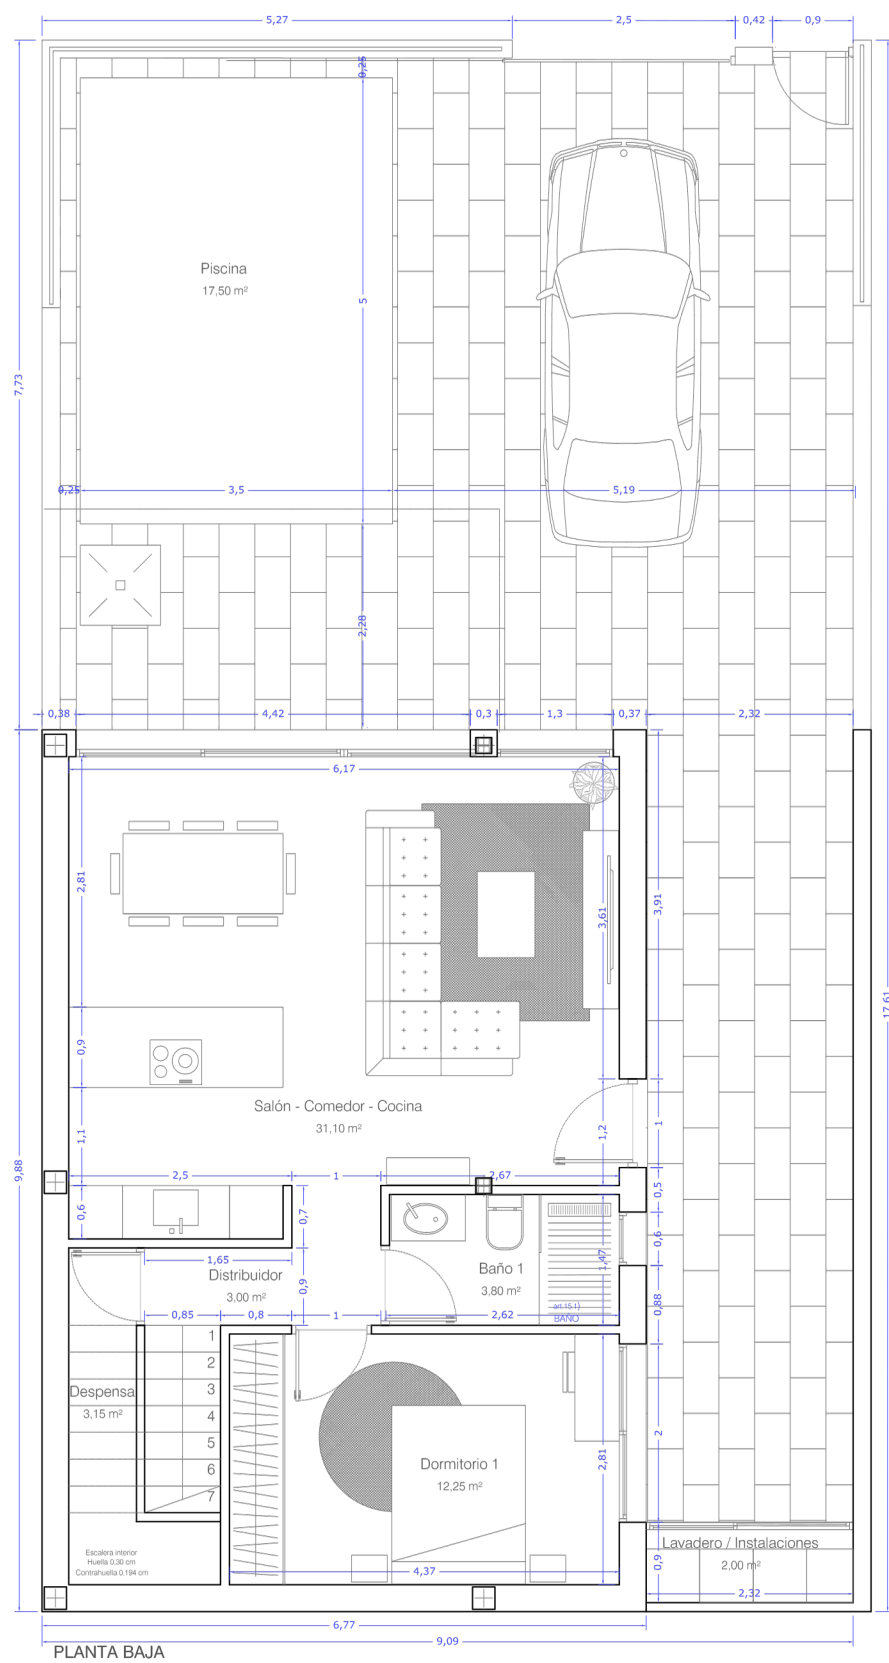 5,27
2,5
0,42
0,9
0,25
Piscina
17,50 m²
5
7,73
0,25
3,5
5,19
2,28
0,38
4,42
0,3
1,3
0,37
2,32
6,17
2,81
3,61
3,91
17,61
0,9
Salón - Comedor - Cocina
31,10 m²
1,1
1,2
1
9,88
2,5
1
2,67
0,5
0,6
0,7
0,6
1,47
1,65
Distribuidor
3,00 m²
0,9
Baño 1
3,80 m²
0,88
art.15.1)
BAÑO
0,85
0,8
1
2,62
1
2
3
4
5
6
7
Despensa
3,15 m²
2
2,81
Dormitorio 1
12,25 m²
Escalera interior
Huella 0,30 cm
Contrahuella 0,194 cm
4,37
Lavadero / Instalaciones
2,00 m²
0,9
2,32
6,77
9,09
PLANTA BAJA